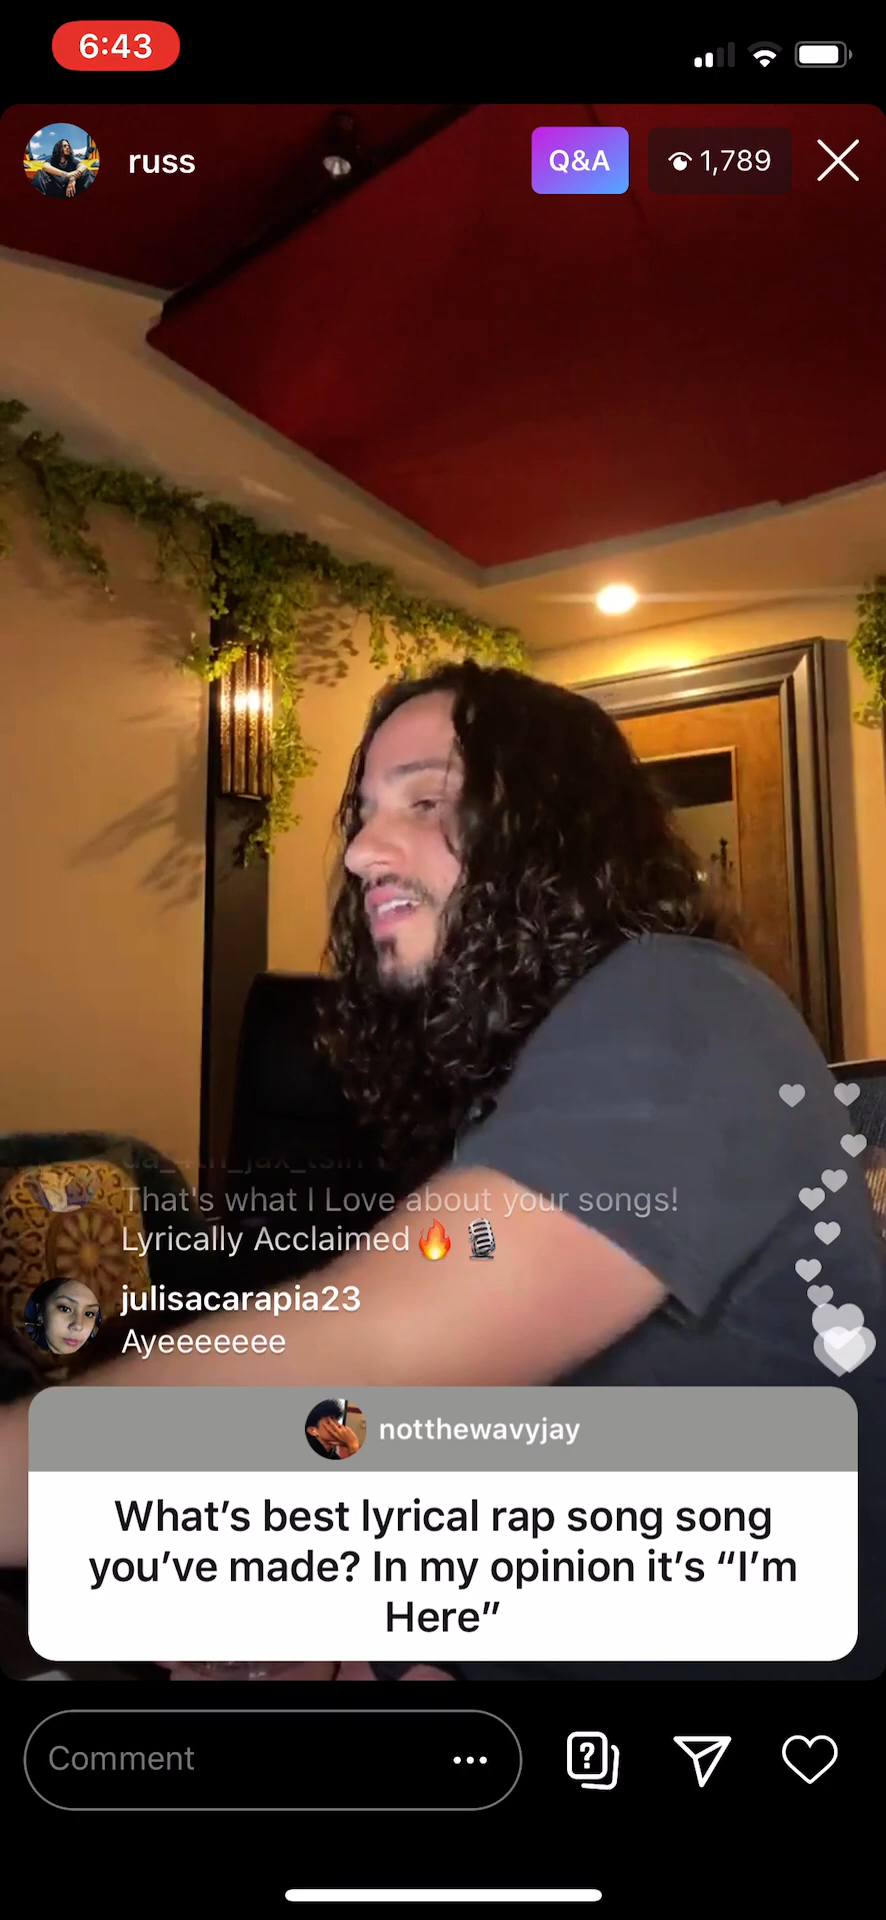 6:43
russ
Q&A
1,789
That's what I Love about your songs!
Lyrically Acclaimed🔥🎙
julisacarapia23
Ayeeeeeee
notthewavyjay
What's best lyrical rap song song
you've made? In my opinion it's “I'm
Here”
Comment